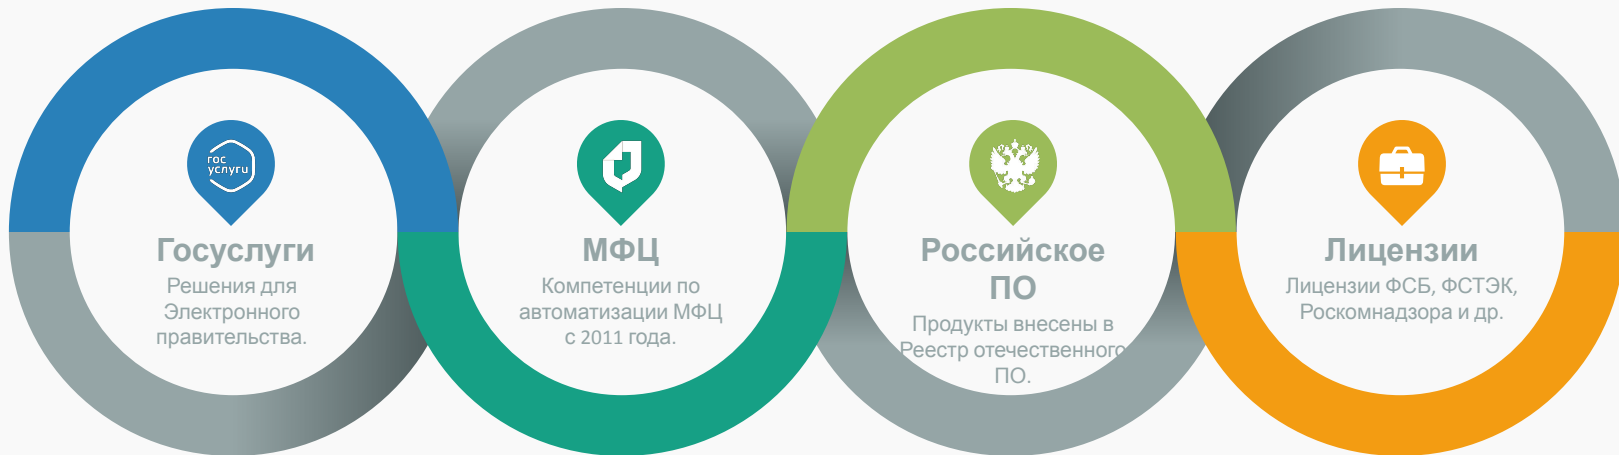 гос
услуги
Госуслуги
Решения для
Электронного
правительства.
МФЦ
Компетенции по
автоматизации МФЦ
с 2011 года.
Российское
ПО
Продукты внесены в
Реестр отечественного
ПО.
Лицензии
Лицензии ФСБ, ФСТЭК,
Роскомнадзора и др.